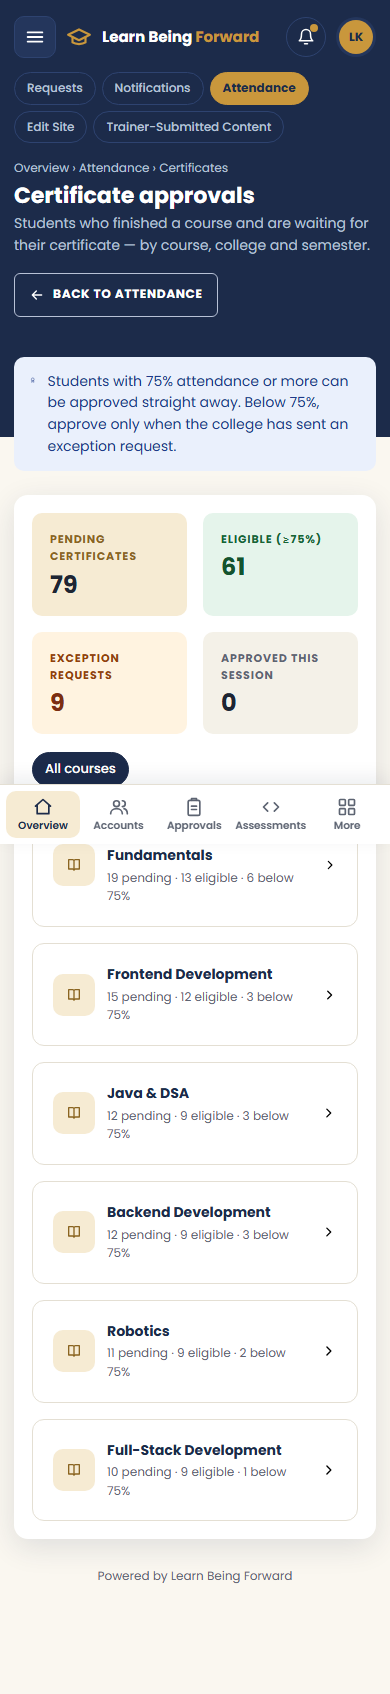 Learn Being Forward
LK
Requests
Notifications
Attendance
Edit Site
Trainer-Submitted Content
Overview › Attendance › Certificates
Certificate approvals
Students who finished a course and are waiting for
their certificate — by course, college and semester.
← BACK TO ATTENDANCE
Students with 75% attendance or more can
be approved straight away. Below 75%,
approve only when the college has sent an
exception request.
PENDING
CERTIFICATES
79
ELIGIBLE (≥75%)
61
EXCEPTION
REQUESTS
9
APPROVED THIS
SESSION
0
All courses
Overview
Accounts
Approvals
Assessments
More
Fundamentals
19 pending · 13 eligible · 6 below
75%
Frontend Development
15 pending · 12 eligible · 3 below
75%
Java & DSA
12 pending · 9 eligible · 3 below
75%
Backend Development
12 pending · 9 eligible · 3 below
75%
Robotics
11 pending · 9 eligible · 2 below
75%
Full-Stack Development
10 pending · 9 eligible · 1 below
75%
Powered by Learn Being Forward